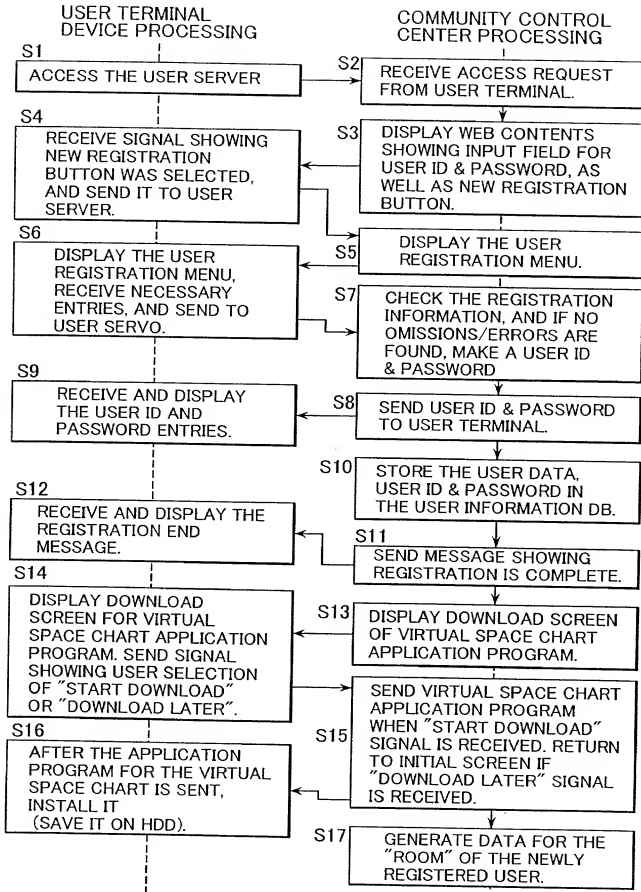 USER TERMINAL
DEVICE PROCESSING
COMMUNITY CONTROL
CENTER PROCESSING
S1
ACCESS THE USER SERVER
S2
RECEIVE ACCESS REQUEST
FROM USER TERMINAL.
S3
DISPLAY WEB CONTENTS
SHOWING INPUT FIELD FOR
USER ID & PASSWORD, AS
WELL AS NEW REGISTRATION
BUTTON.
S4
RECEIVE SIGNAL SHOWING
NEW REGISTRATION
BUTTON WAS SELECTED,
AND SEND IT TO USER
SERVER.
S5
DISPLAY THE USER
REGISTRATION MENU.
S6
DISPLAY THE USER
REGISTRATION MENU,
RECEIVE NECESSARY
ENTRIES, AND SEND TO
USER SERVO.
S7
CHECK THE REGISTRATION
INFORMATION, AND IF NO
OMISSIONS/ERRORS ARE
FOUND, MAKE A USER ID
& PASSWORD
S8
SEND USER ID & PASSWORD
TO USER TERMINAL.
S9
RECEIVE AND DISPLAY
THE USER ID AND
PASSWORD ENTRIES.
S10
STORE THE USER DATA,
USER ID & PASSWORD IN
THE USER INFORMATION DB.
S11
SEND MESSAGE SHOWING
REGISTRATION IS COMPLETE.
S12
RECEIVE AND DISPLAY THE
REGISTRATION END
MESSAGE.
S13
DISPLAY DOWNLOAD SCREEN
OF VIRTUAL SPACE CHART
APPLICATION PROGRAM.
S14
DISPLAY DOWNLOAD
SCREEN FOR VIRTUAL
SPACE CHART APPLICATION
PROGRAM. SEND SIGNAL
SHOWING USER SELECTION
OF "START DOWNLOAD"
OR "DOWNLOAD LATER".
S15
SEND VIRTUAL SPACE CHART
APPLICATION PROGRAM
WHEN "START DOWNLOAD"
SIGNAL IS RECEIVED. RETURN
TO INITIAL SCREEN IF
"DOWNLOAD LATER" SIGNAL
IS RECEIVED.
S16
AFTER THE APPLICATION
PROGRAM FOR THE VIRTUAL
SPACE CHART IS SENT,
INSTALL IT
(SAVE IT ON HDD).
S17
GENERATE DATA FOR THE
"ROOM" OF THE NEWLY
REGISTERED USER.